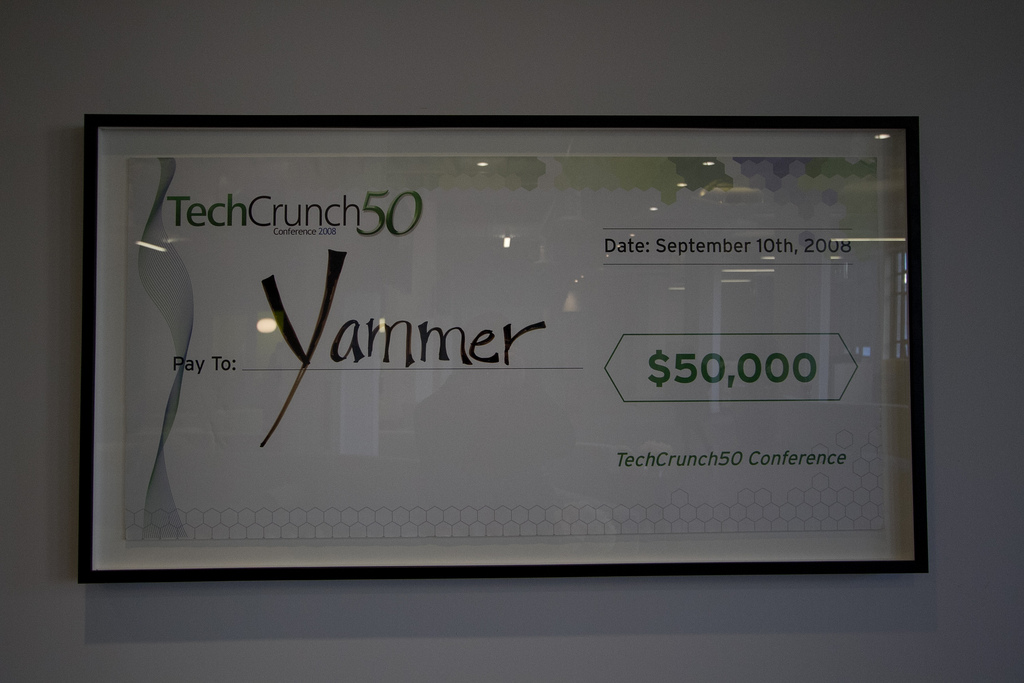 TechCrunch50
Conference 2008
Date: September 10th, 2008
Pay To: Yammer
$50,000
TechCrunch50 Conference